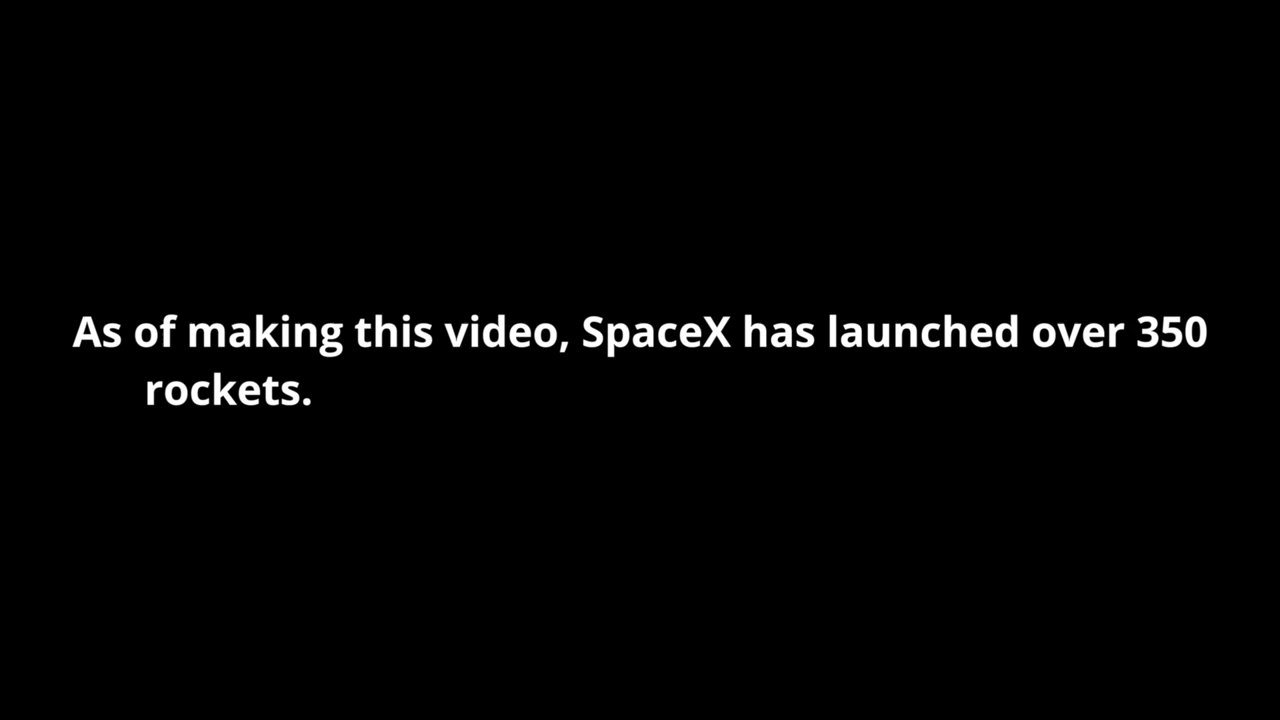 As of making this video, SpaceX has launched over 350
rockets.